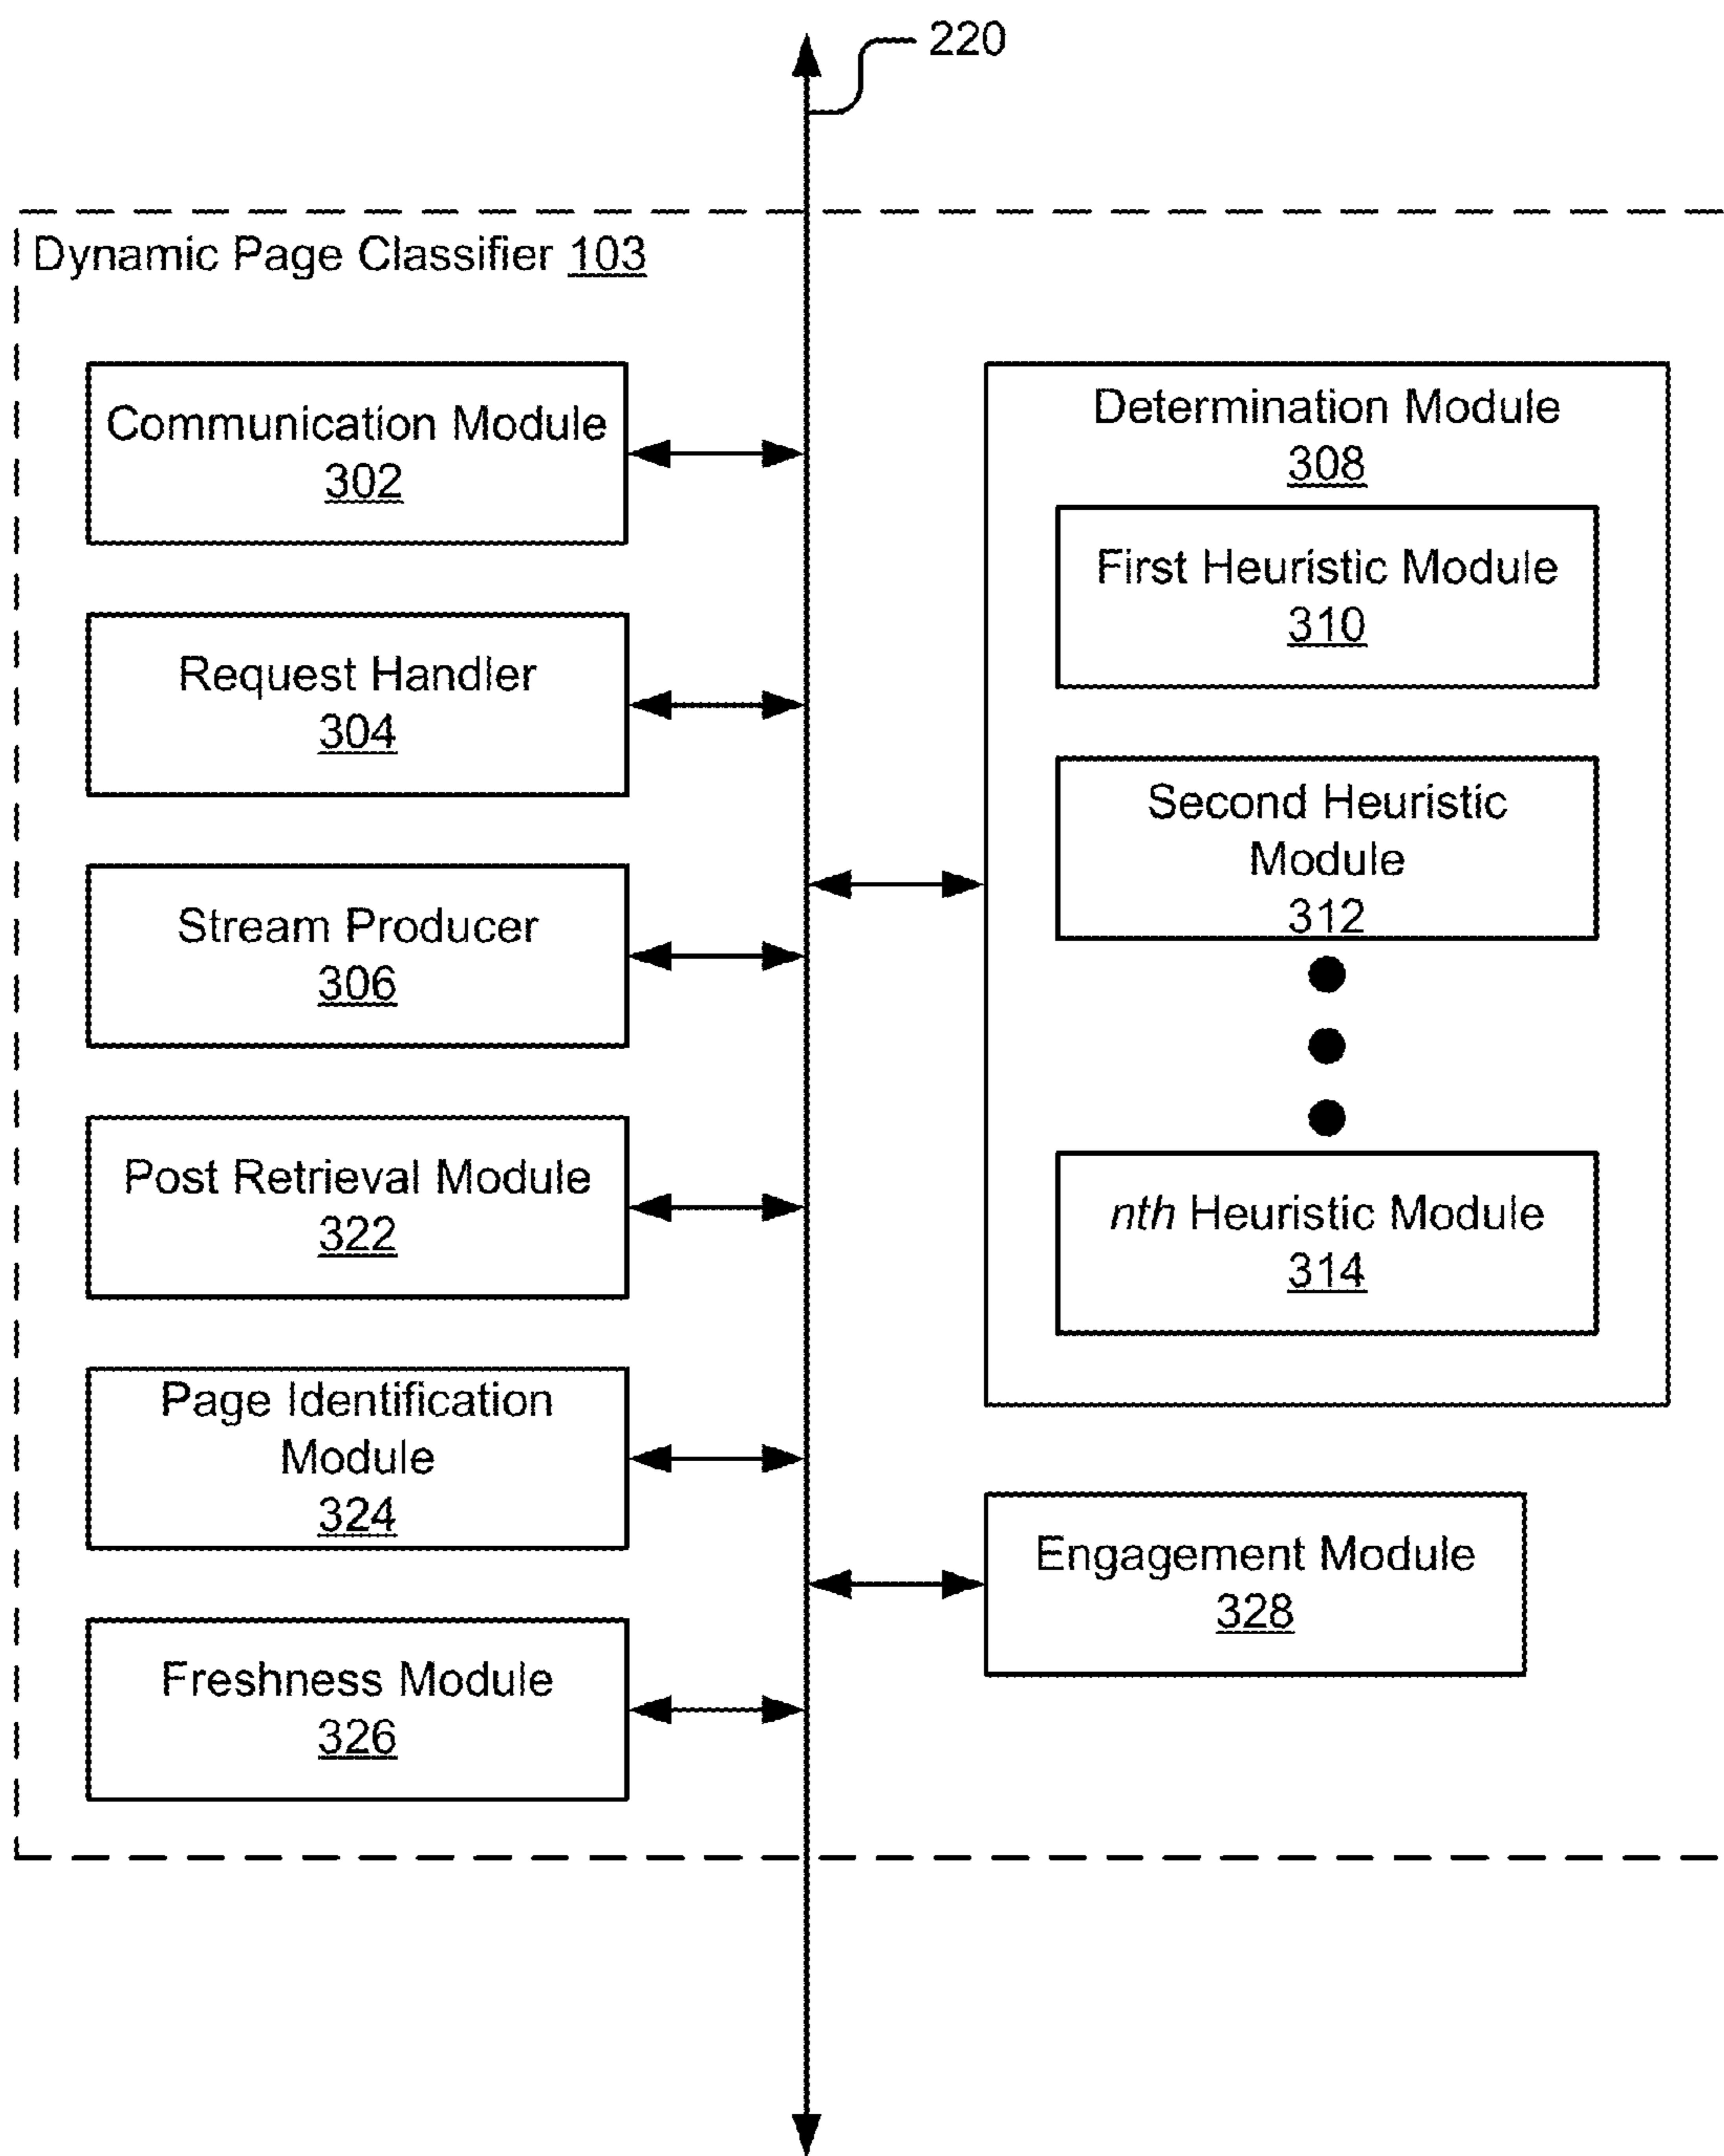 220
Dynamic Page Classifier 103
Communication Module
302
Request Handler
304
Stream Producer
306
Post Retrieval Module
322
Page Identification
Module
324
Freshness Module
326
Determination Module
308
First Heuristic Module
310
Second Heuristic
Module
312
nth Heuristic Module
314
Engagement Module
328